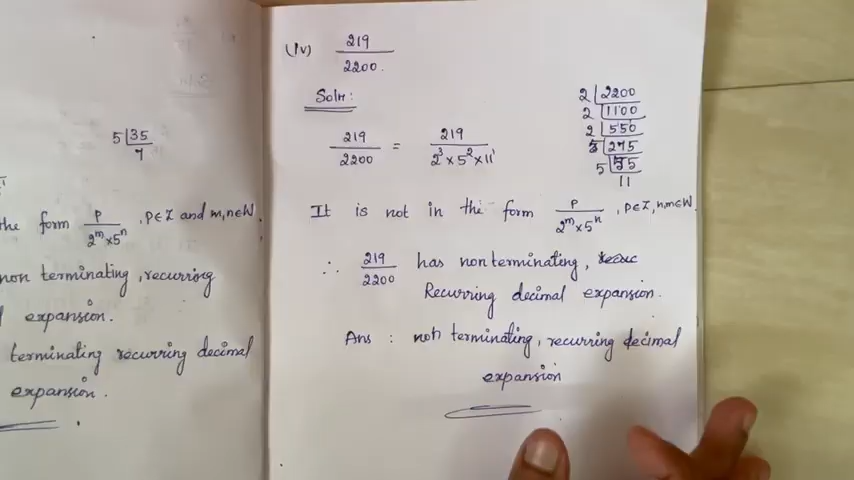 5 35
7
the form P/2^m×5^n , P∈Z and m,n∈W.
non terminating, recurring
expansion.
terminating recurring decimal
expansion.
(iv) 219/2200.
Soln:
219/2200 = 219/2^3 × 5^2 × 11^1
2 2200
2 1100
2 550
5 275
5 55
11
It is not in the form P/2^m×5^n , P∈Z, n,m∈W.
∴ 219/2200 has non terminating,
Recurring decimal expansion.
Ans : non terminating, recurring decimal
expansion